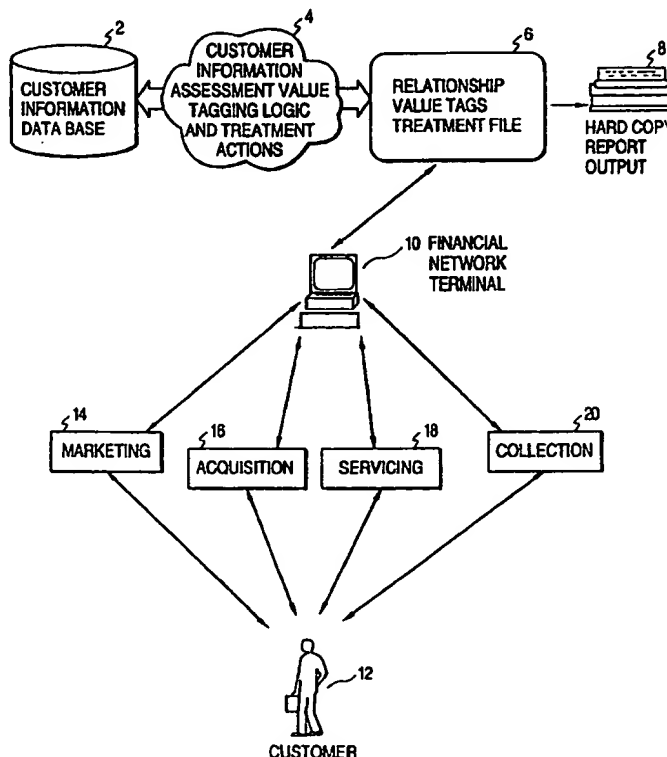 2
CUSTOMER
INFORMATION
DATA BASE
4
CUSTOMER
INFORMATION
ASSESSMENT VALUE
TAGGING LOGIC
AND TREATMENT
ACTIONS
6
RELATIONSHIP
VALUE TAGS
TREATMENT FILE
8
HARD COPY
REPORT
OUTPUT
10 FINANCIAL
NETWORK
TERMINAL
14
MARKETING
16
ACQUISITION
18
SERVICING
20
COLLECTION
12
CUSTOMER